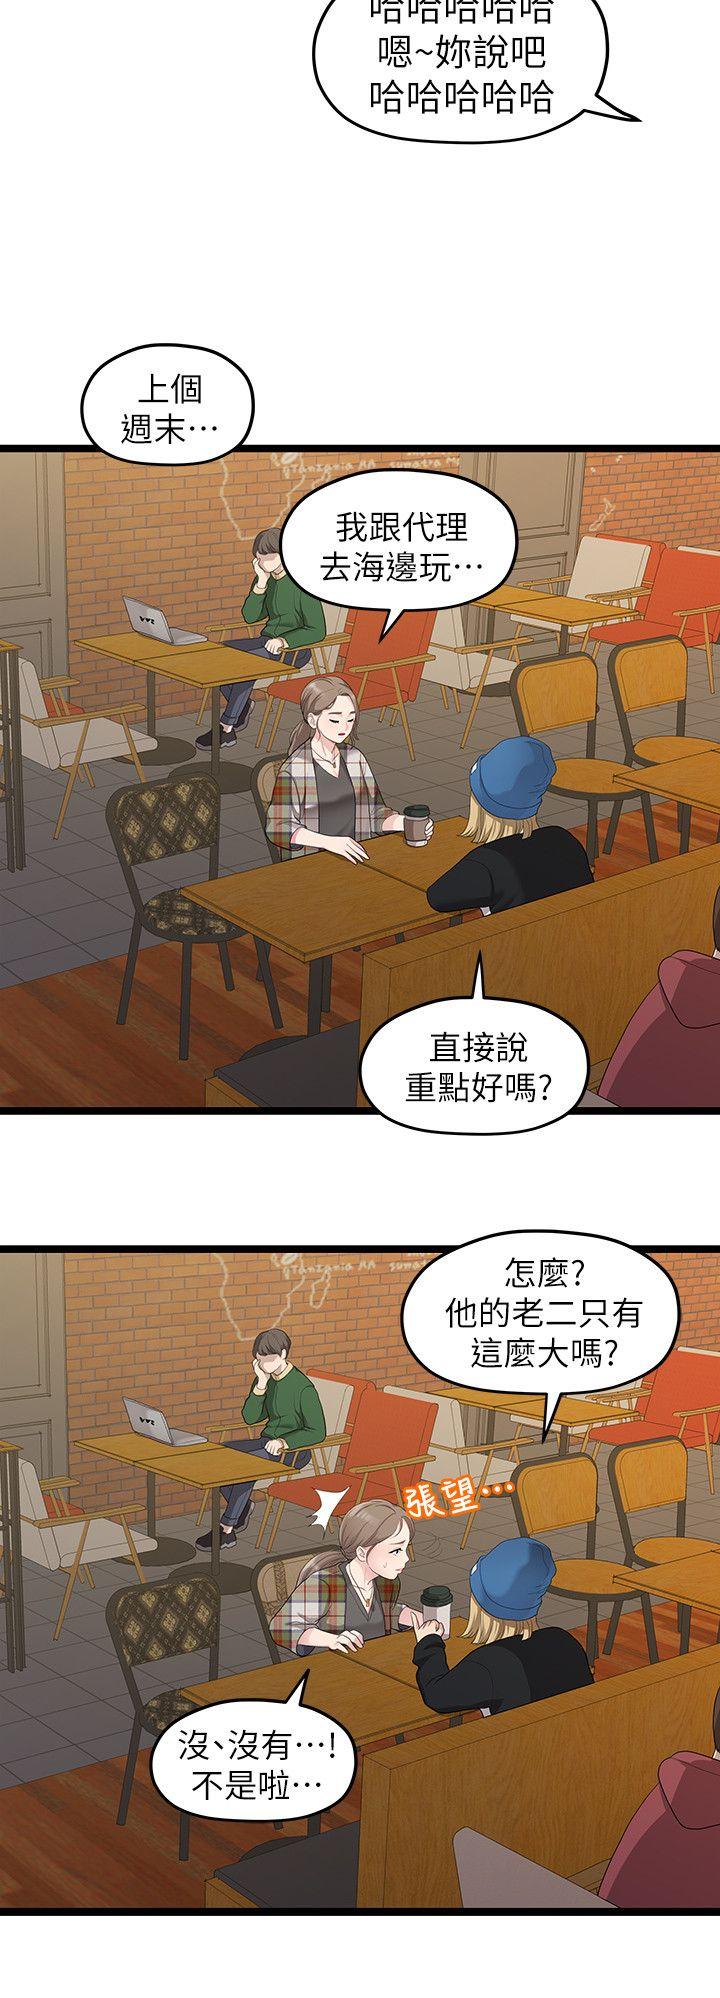 哈哈哈哈哈
嗯~妳說吧
哈哈哈哈哈
上個
週末…
我跟代理
去海邊玩…
直接說
重點好嗎?
怎麼?
他的老二只有
這麼大嗎?
張望…
沒、沒有…!
不是啦…